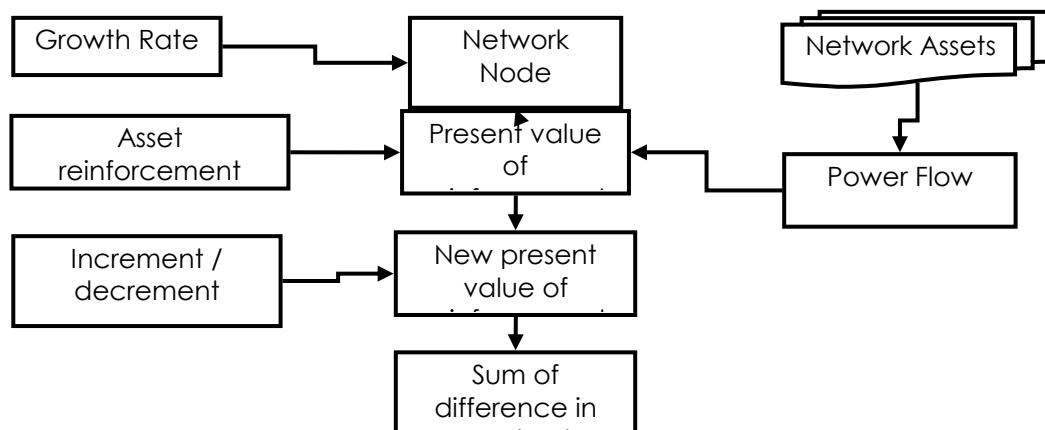 Growth Rate
Network
Node
Network Assets
Asset
reinforcement
Present value
of
Power Flow
Increment /
decrement
New present
value of
Sum of
difference in